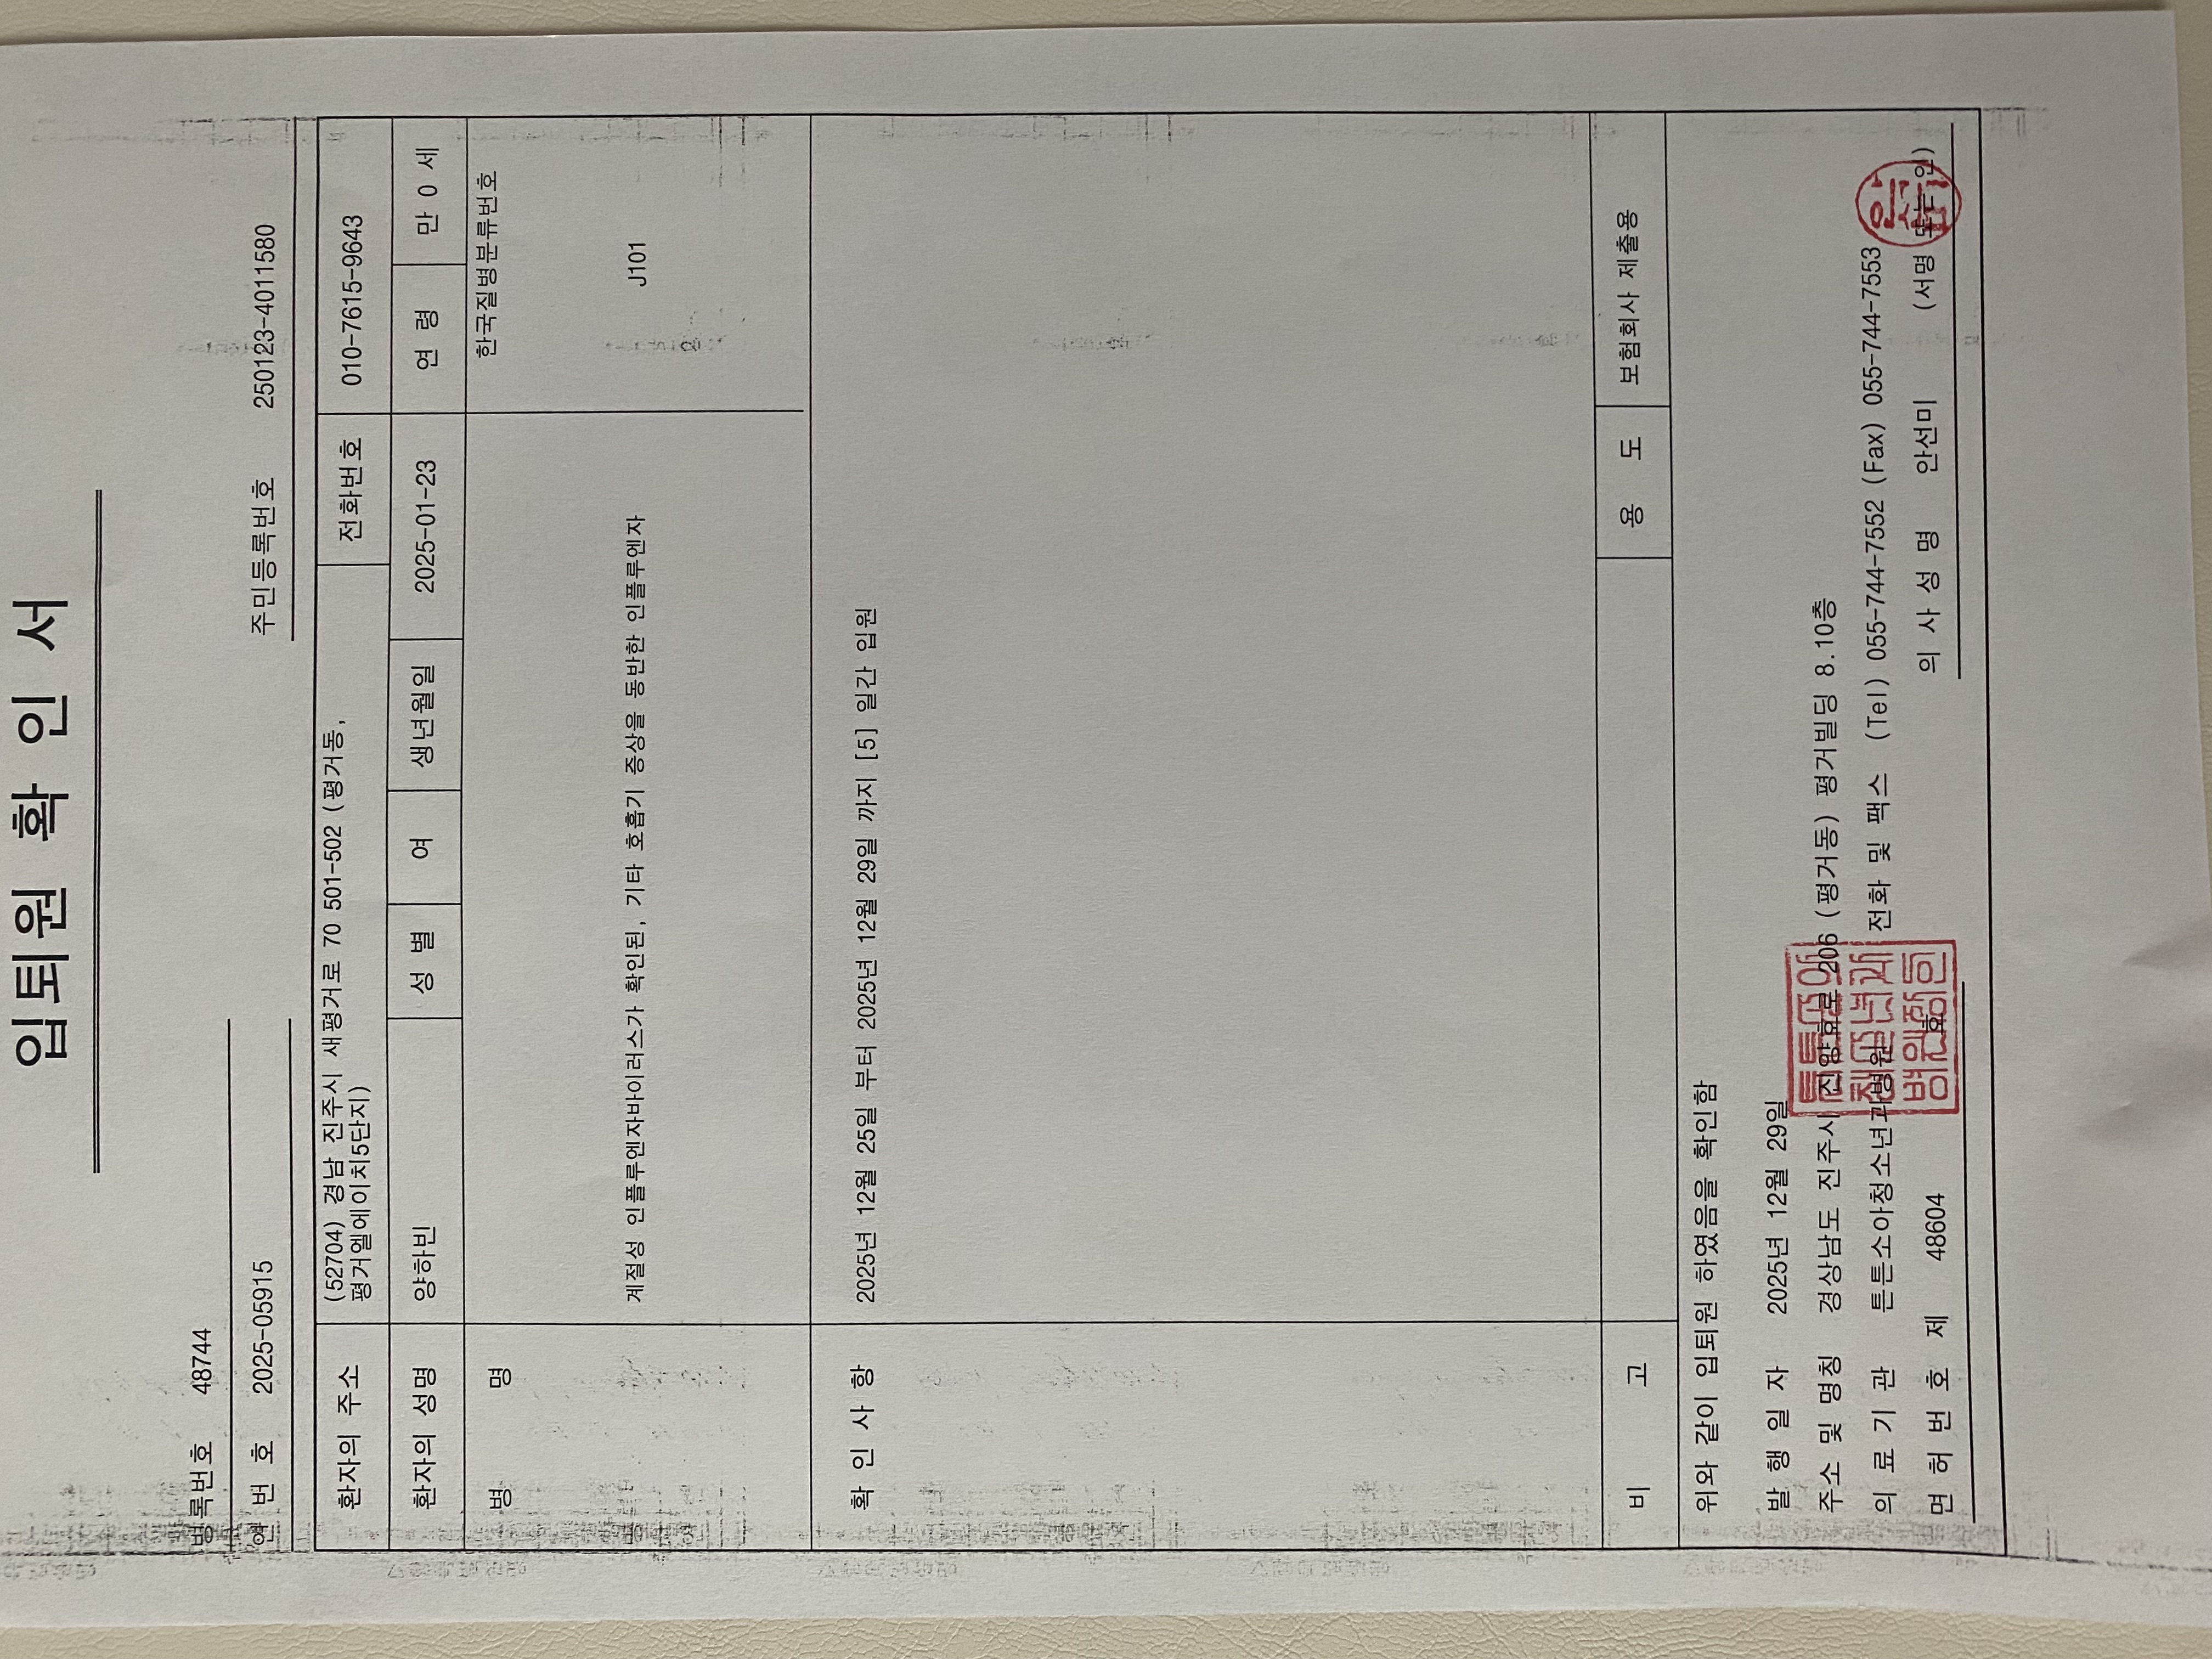 입 퇴 원 확 인 서
병록번호 48744
연 번 호 2025-05915 주민등록번호 250123-4011580
환자의 주소 (52704) 경남 진주시 새평거로 70 501-502 (평거동, 전화번호 010-7615-9643
평거엘에이치5단지)
환자의 성명 양하빈 성 별 여 생년월일 2025-01-23 연 령 만 0 세
병 명 한국질병분류번호
계절성 인플루엔자바이러스가 확인된, 기타 호흡기 증상을 동반한 인플루엔자 J101
확 인 사 항 2025년 12월 25일 부터 2025년 12월 29일 까지 [5] 일간 입원
비 고 용 도 보험회사 제출용
위와 같이 입퇴원 하였음을 확인함
발 행 일 자 2025년 12월 29일
주소 및 명칭 경상남도 진주시 진양호로 206 (평거동) 평거빌딩 8.10층
의 료 기 관 튼튼소아청소년과병원 전화 및 팩스 (Tel) 055-744-7552 (Fax) 055-744-7553
면 허 번 호 제 48604 호 의 사 성 명 안선미 (서명 또는 인)